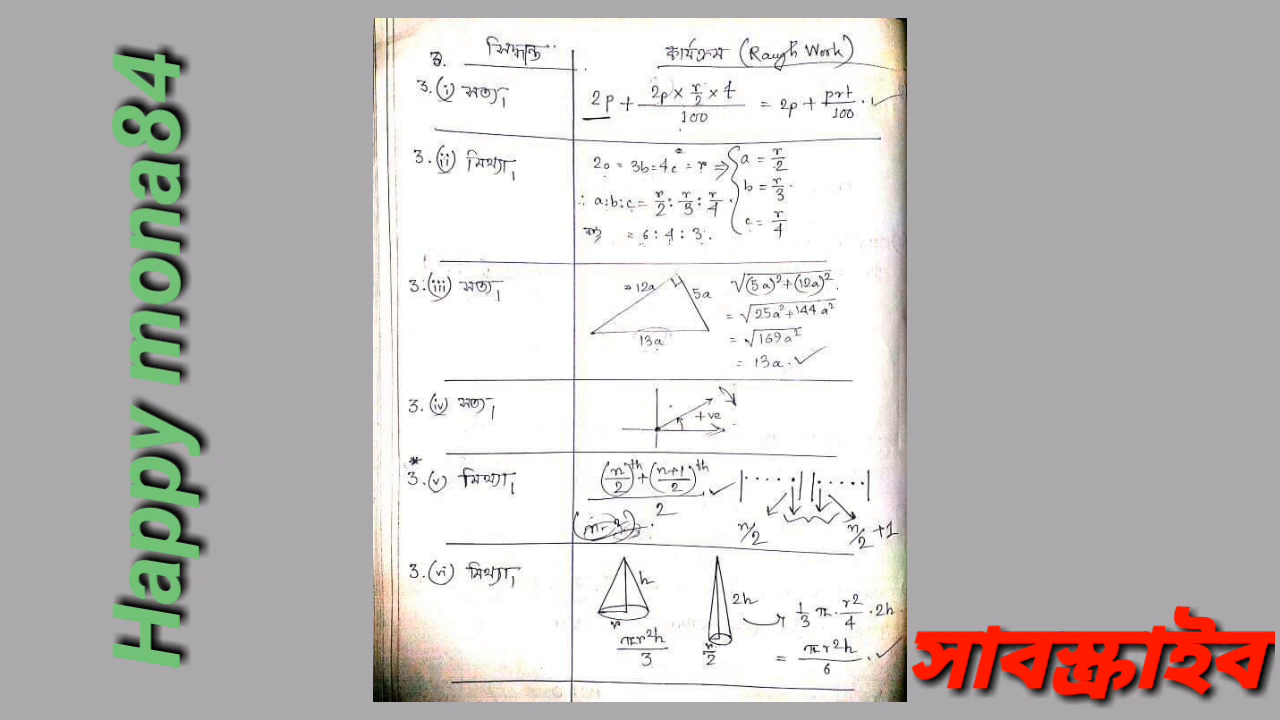 Happy mona84
3. সিদ্ধান্ত
কার্যক্রম (Rough Work)
3. (i) সত্য।
2p + 2p × r/2 × 4 / 100 = 2p + prt/100 .
3. (ii) মিথ্যা।
2a = 3b = 4c = r ⇒ { a = r/2
b = r/3
c = r/4
∴ a:b:c = r/2 : r/3 : r/4 .
= 6 : 4 : 3 .
3. (iii) সত্য।
12a
5a
13a
√(5a)²+(12a)² .
= √25a²+144a²
= √169a²
= 13a .
3. (iv) সত্য।
+ve
3. (v) মিথ্যা।
(n/2)th + (n+1/2)th / 2
n/2
n/2 + 1
3. (vi) মিথ্যা।
h
r
πr²h/3
2h
r/2
1/3 π . r²/4 . 2h .
= πr²h/6 .
সাবস্ক্রাইব